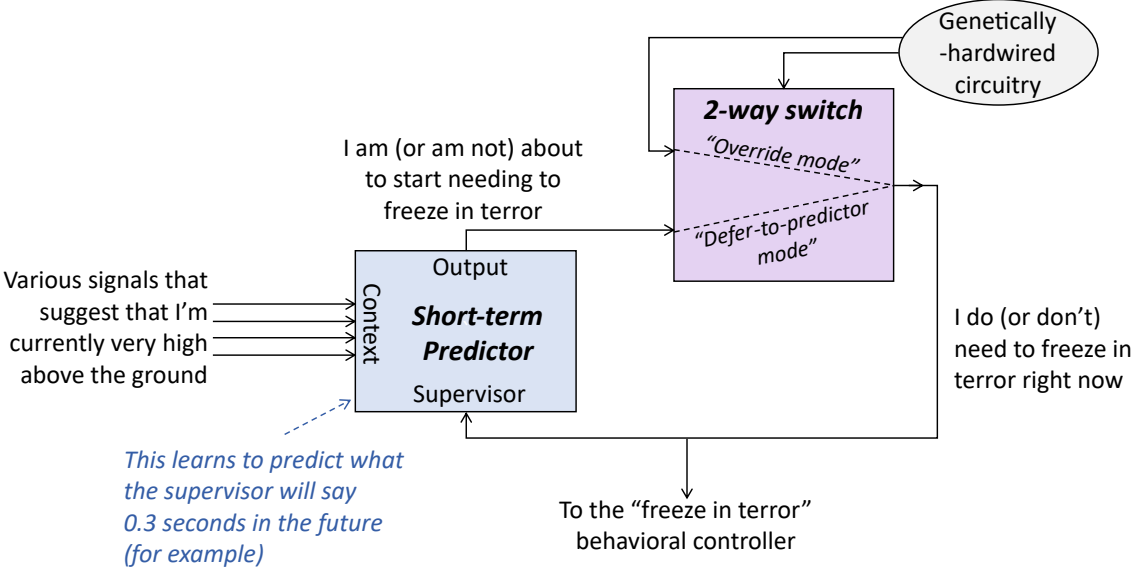 Genetically
-hardwired
circuitry
2-way switch
“Override mode”
“Defer-to-predictor
mode”
I am (or am not) about
to start needing to
freeze in terror
Output
Context
Short-term
Predictor
Supervisor
Various signals that
suggest that I’m
currently very high
above the ground
I do (or don’t)
need to freeze in
terror right now
This learns to predict what
the supervisor will say
0.3 seconds in the future
(for example)
To the “freeze in terror”
behavioral controller